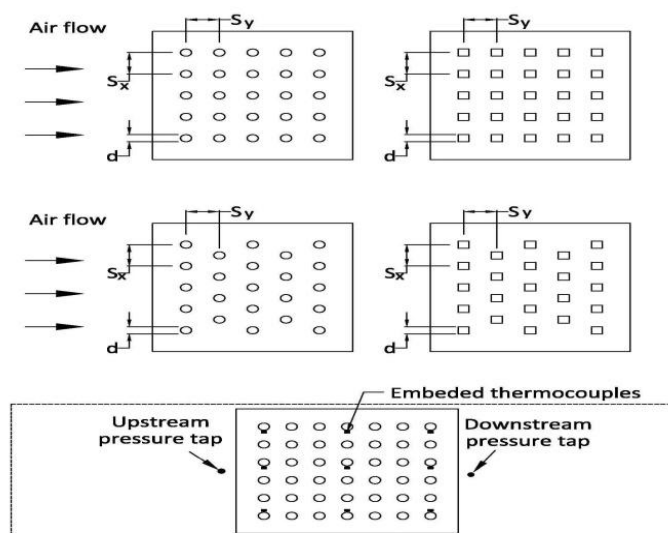 Air flow
Sy
Sx
d
Sy
Sx
d
Air flow
Sy
Sx
d
Sy
Sx
d
Embeded thermocouples
Upstream
pressure tap
Downstream
pressure tap